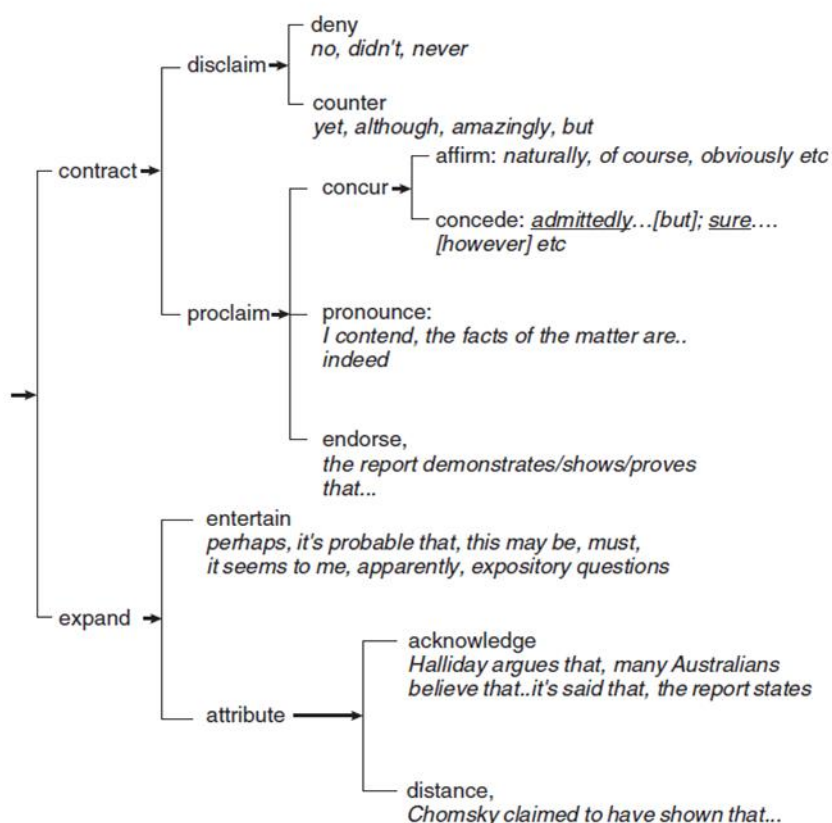 deny
no, didn't, never
disclaim
counter
yet, although, amazingly, but
contract
affirm: naturally, of course, obviously etc
concur
concede: admittedly...[but]; sure....
[however] etc
proclaim
pronounce:
I contend, the facts of the matter are..
indeed
endorse,
the report demonstrates/shows/proves
that...
entertain
perhaps, it's probable that, this may be, must,
it seems to me, apparently, expository questions
expand
acknowledge
Halliday argues that, many Australians
believe that..it's said that, the report states
attribute
distance,
Chomsky claimed to have shown that...